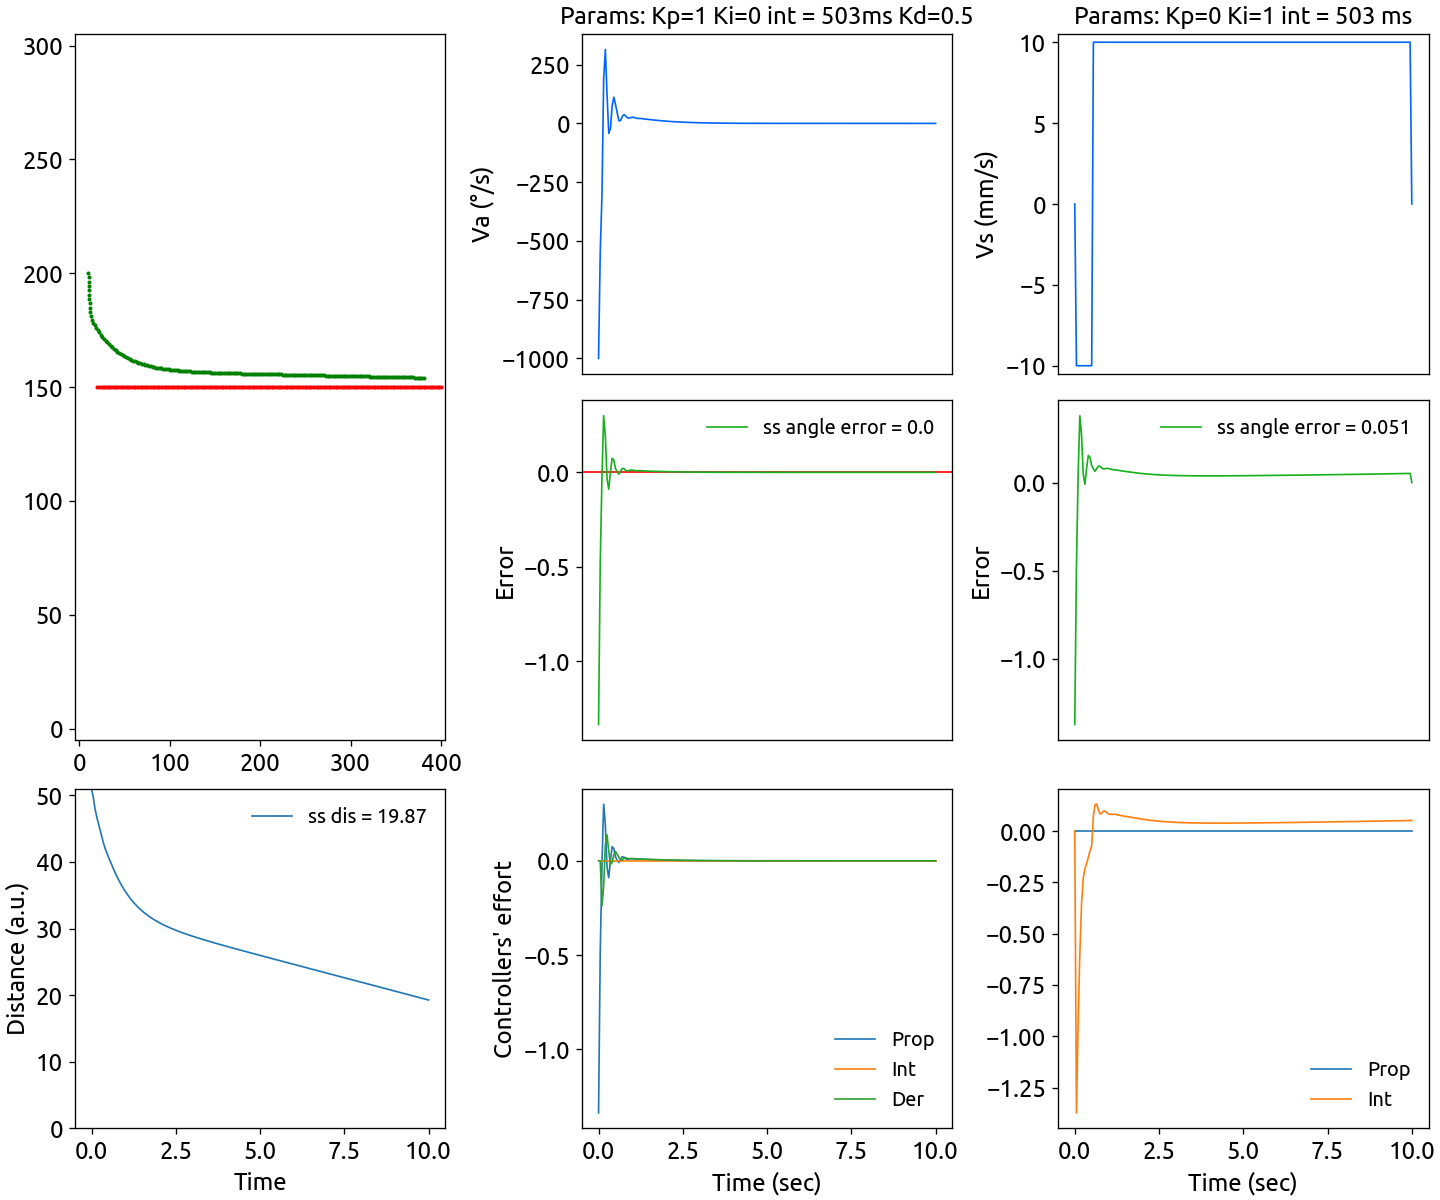 Params: Kp=1 Ki=0 int = 503ms Kd=0.5
Params: Kp=0 Ki=1 int = 503 ms
300
250
200
150
100
50
0
0 100 200 300 400
Va (°/s)
250
0
−250
−500
−750
−1000
Vs (mm/s)
10
5
0
−5
−10
Error
0.0
−0.5
−1.0
ss angle error = 0.0
Error
0.0
−0.5
−1.0
ss angle error = 0.051
Distance (a.u.)
50
40
30
20
10
0
ss dis = 19.87
0.0 2.5 5.0 7.5 10.0
Time
Controllers' effort
0.0
−0.5
−1.0
Prop
Int
Der
0.0 2.5 5.0 7.5 10.0
Time (sec)
0.00
−0.25
−0.50
−0.75
−1.00
−1.25
Prop
Int
0.0 2.5 5.0 7.5 10.0
Time (sec)